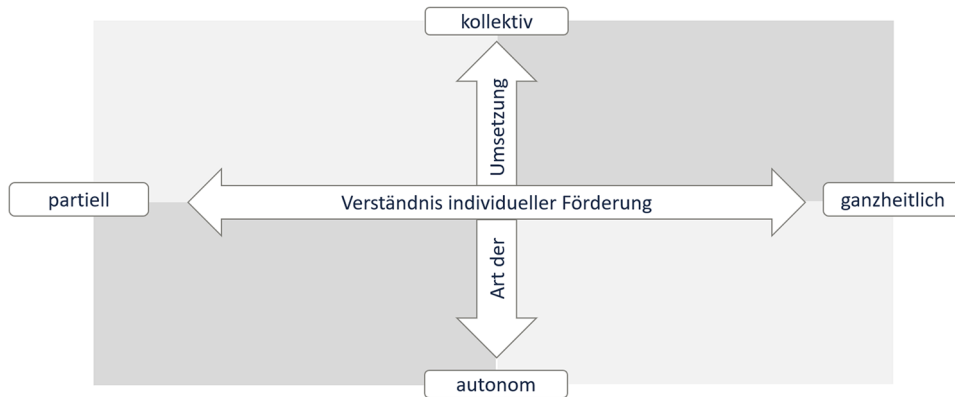 kollektiv
Umsetzung
partiell
Verständnis individueller Förderung
ganzheitlich
Art der
autonom